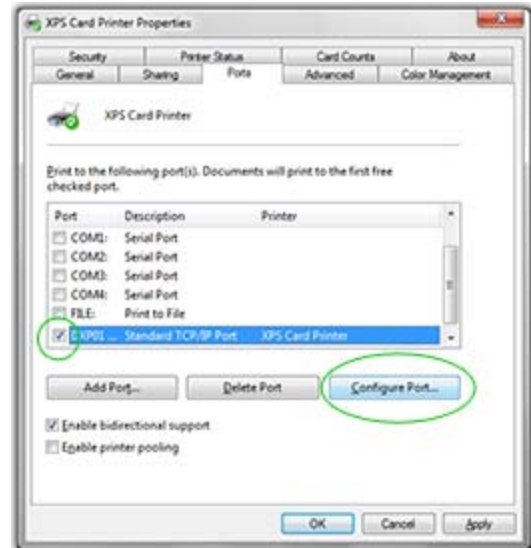 XPS Card Printer Properties
Security Printer Status Card Counts About
General Sharing Ports Advanced Color Management
XPS Card Printer
Print to the following port(s). Documents will print to the first free
checked port.
Port Description Printer
COM1: Serial Port
COM2: Serial Port
COM3: Serial Port
COM4: Serial Port
FILE: Print to File
DXP01 ... Standard TCP/IP Port XPS Card Printer
Add Port... Delete Port Configure Port...
Enable bidirectional support
Enable printer pooling
OK Cancel Apply